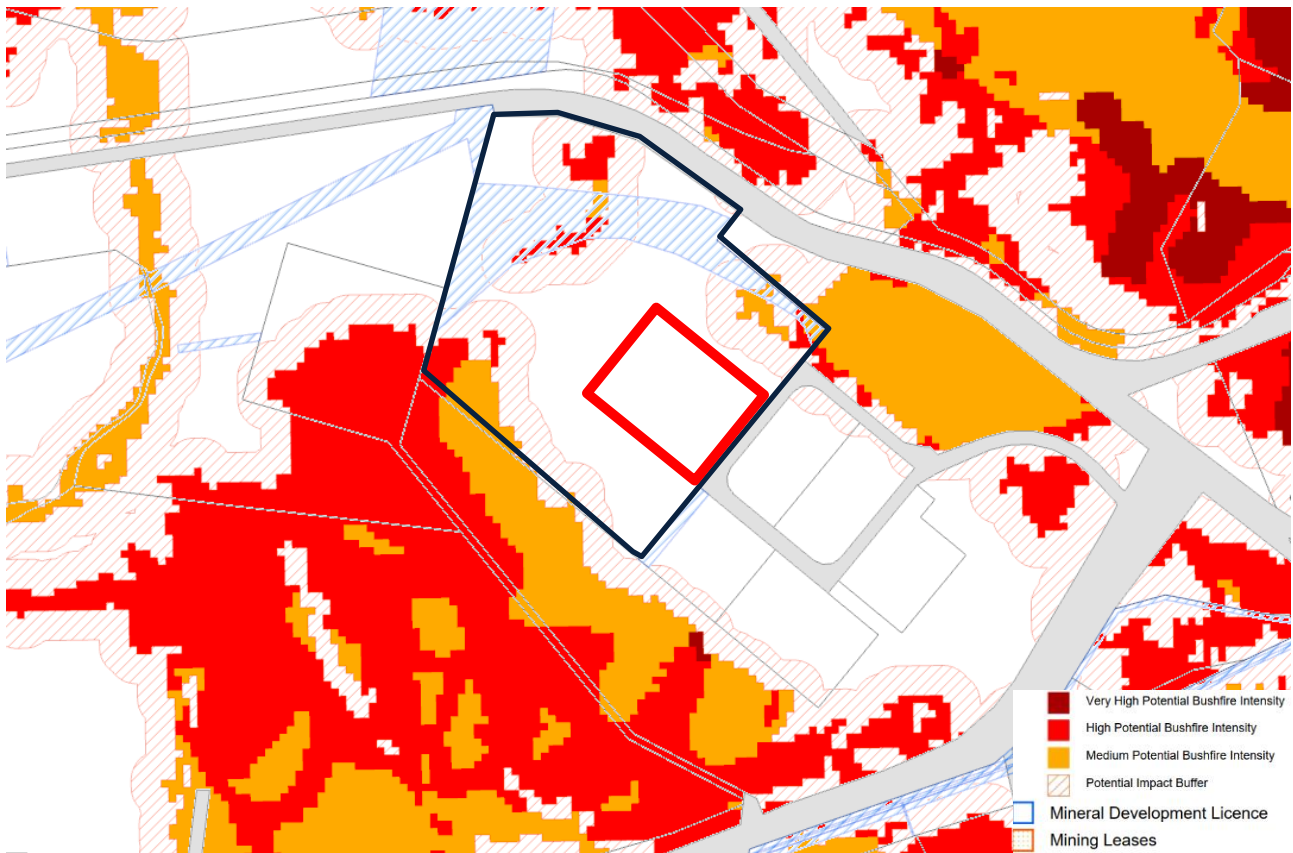 Very High Potential Bushfire Intensity
High Potential Bushfire Intensity
Medium Potential Bushfire Intensity
Potential Impact Buffer
Mineral Development Licence
Mining Leases